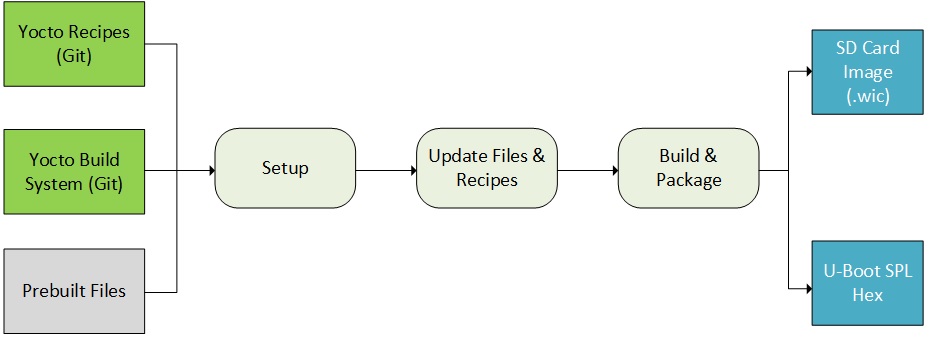 Yocto Recipes
(Git)
Yocto Build
System (Git)
Prebuilt Files
Setup
Update Files &
Recipes
Build &
Package
SD Card
Image
(.wic)
U-Boot SPL
Hex